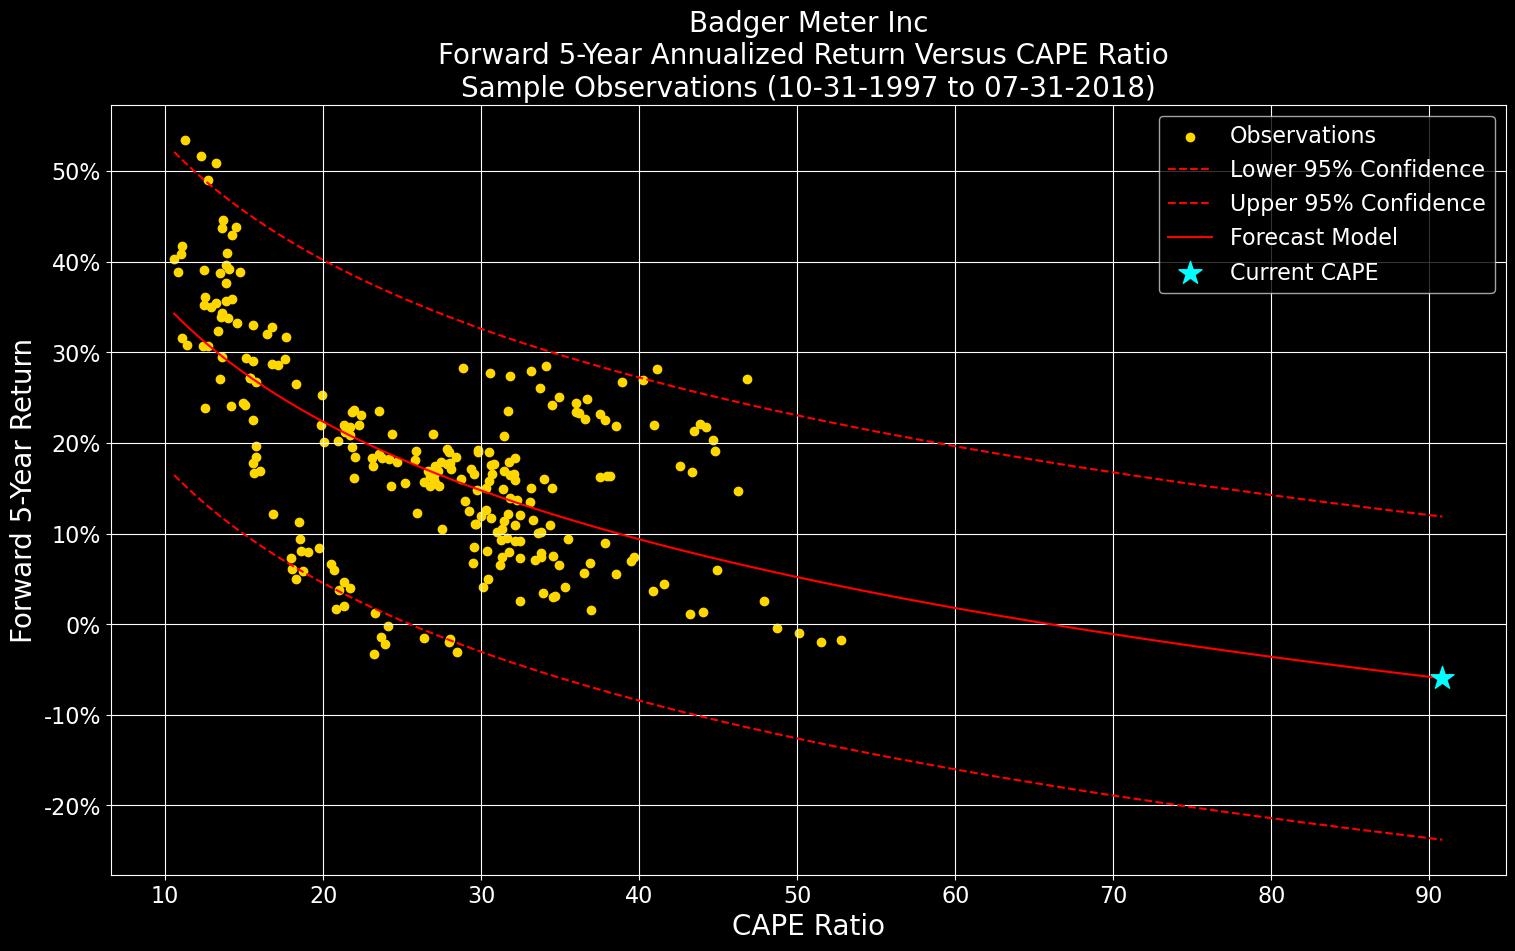 Badger Meter Inc
Forward 5-Year Annualized Return Versus CAPE Ratio
Sample Observations (10-31-1997 to 07-31-2018)
Observations
Lower 95% Confidence
Upper 95% Confidence
Forecast Model
Current CAPE
Forward 5-Year Return
50%
40%
30%
20%
10%
0%
-10%
-20%
10 20 30 40 50 60 70 80 90
CAPE Ratio